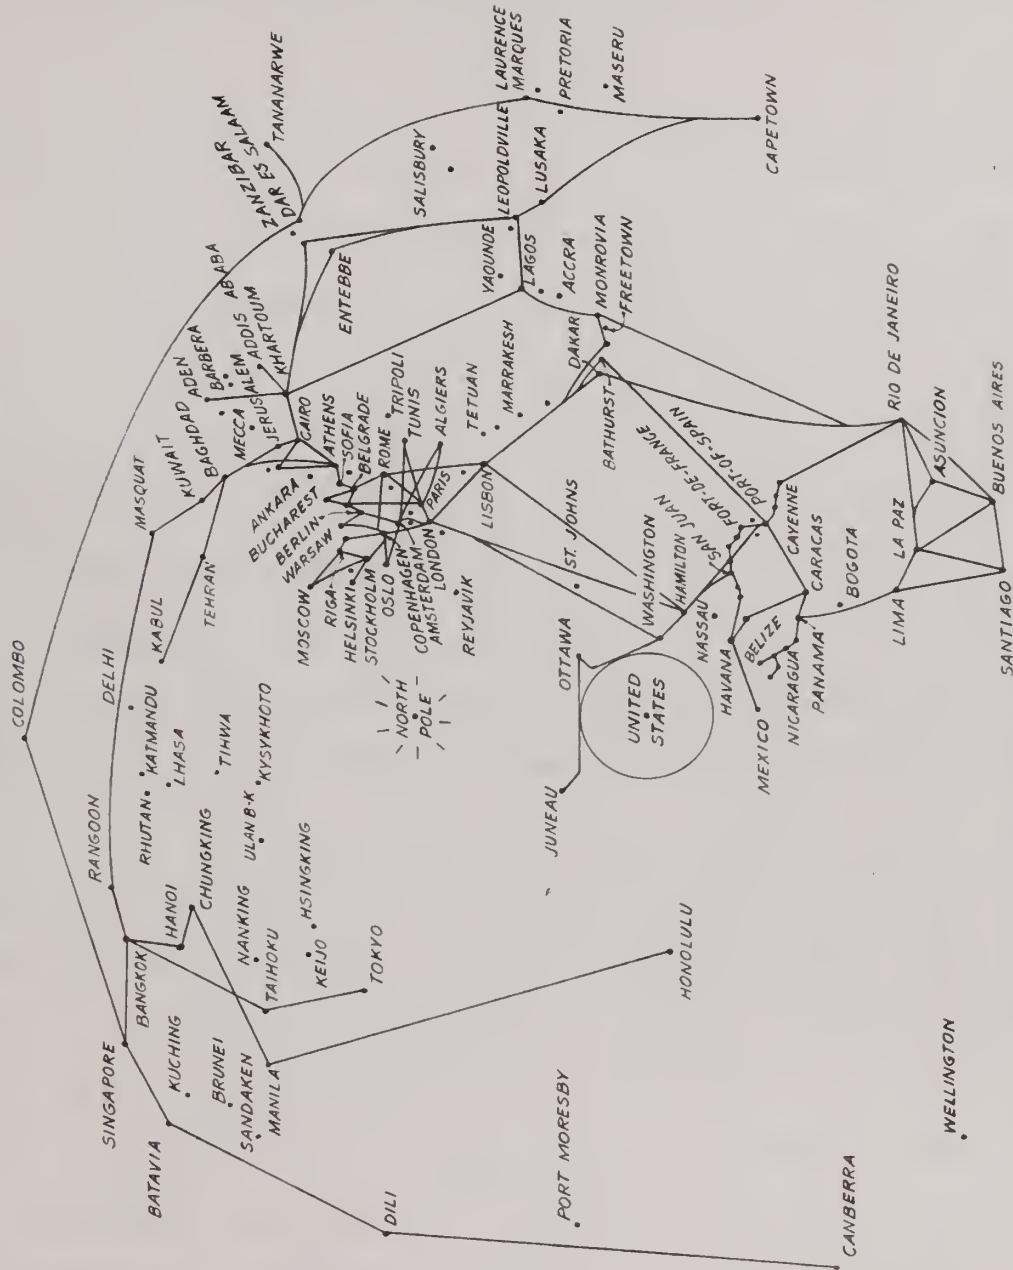 COLOMBO
SINGAPORE
BATAVIA
BANGKOK
RANGOON
DELHI
MASQUAT
KUWAIT
BAGHDAD
KABUL
TEHRAN
KATMANDU
RHUTAN
LHASA
TIHWA
HANOI
CHUNGKING
ULAN B-K
KYSYKHOTO
NANKING
TAIHOKU
HSINGKING
KEIJO
TOKYO
KUCHING
BRUNEI
SANDAKEN
MANILA
HONOLULU
DILI
PORT MORESBY
CANBERRA
WELLINGTON
ZANZIBAR
DAR ES SALAAM
TANANARWE
ADEN
BARBERA
ADDIS ABABA
KHARTOUM
MECCA
JERUSALEM
CAIRO
ENTEBBE
SALISBURY
LEOPOLDVILLE
LUSAKA
LAURENCE
MARQUES
PRETORIA
MASERU
CAPETOWN
YAOUNDE
LAGOS
ACCRA
MONROVIA
FREETOWN
DAKAR
BATHURST
MARRAKESH
TETUAN
ANKARA
ATHENS
SOFIA
BELGRADE
BUCHAREST
BERLIN
WARSAW
ROME
TRIPOLI
TUNIS
ALGIERS
PARIS
LISBON
MOSCOW
RIGA
HELSINKI
STOCKHOLM
OSLO
COPENHAGEN
AMSTERDAM
LONDON
REYJAVIK
NORTH
POLE
ST. JOHNS
OTTAWA
JUNEAU
UNITED
STATES
WASHINGTON
HAMILTON
NASSAU
SAN JUAN
FORT-DE-FRANCE
PORT-OF-SPAIN
HAVANA
BELIZE
MEXICO
NICARAGUA
PANAMA
CAYENNE
CARACAS
BOGOTA
LIMA
LA PAZ
RIO DE JANEIRO
ASUNCION
BUENOS AIRES
SANTIAGO